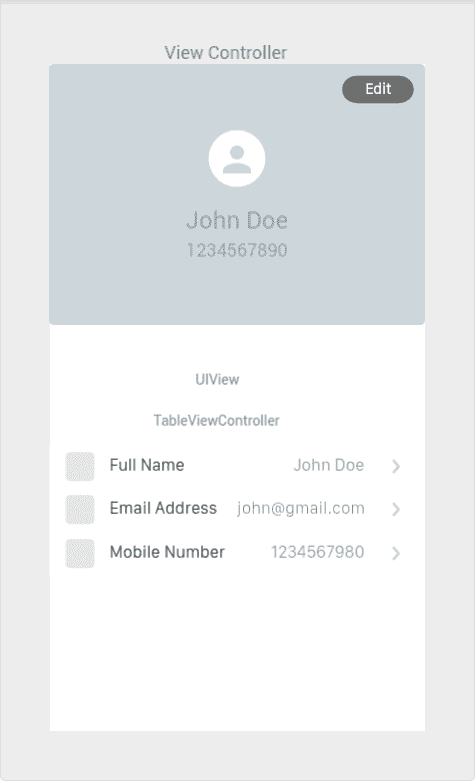 View Controller
Edit
John Doe
1234567890
UIView
TableViewController
Full Name John Doe
Email Address john@gmail.com
Mobile Number 1234567980